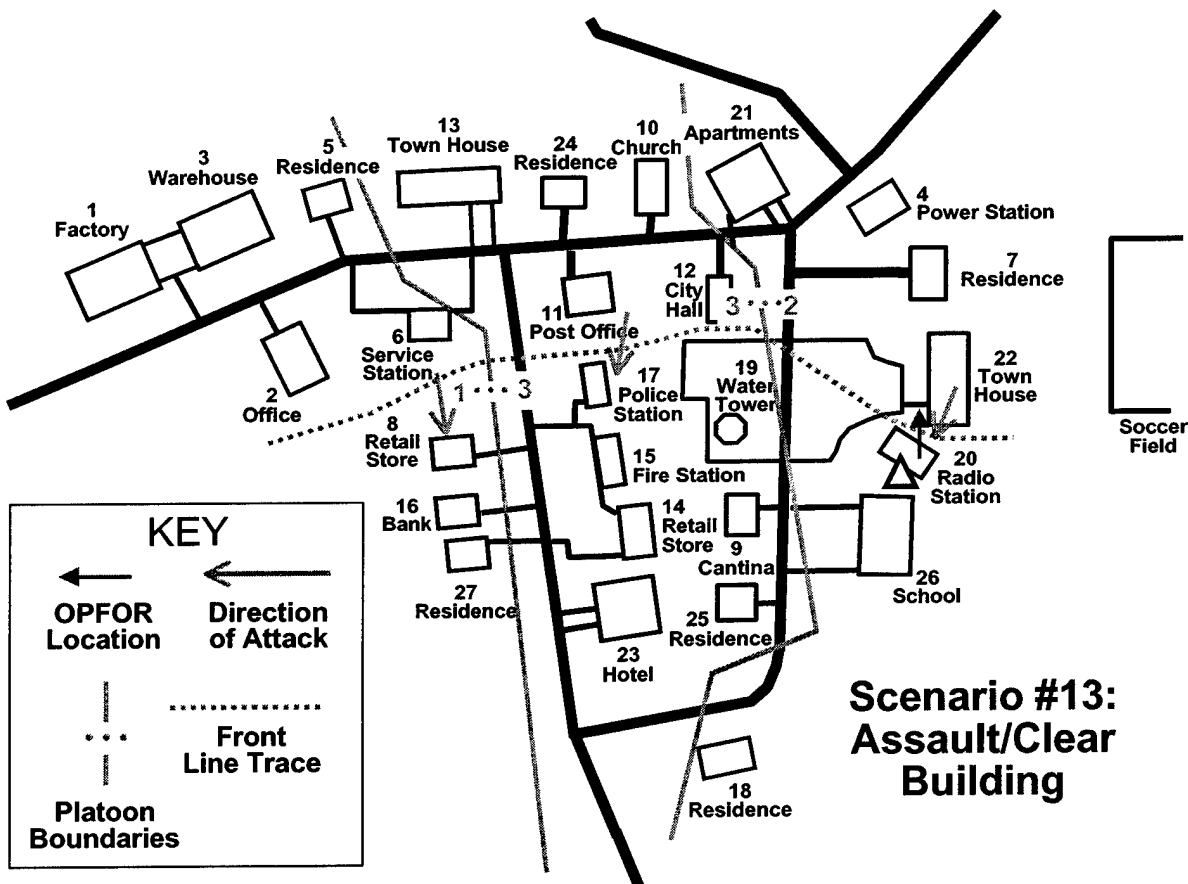 21
Apartments
10
Church
13
Town House
24
Residence
5
Residence
3
Warehouse
1
Factory
4
Power Station
7
Residence
12
City
Hall
3
2
11
Post Office
6
Service
Station
2
Office
1
3
17
Police
Station
19
Water
Tower
22
Town
House
Soccer
Field
8
Retail
Store
15
Fire Station
20
Radio
Station
16
Bank
14
Retail
Store
9
Cantina
26
School
27
Residence
25
Residence
23
Hotel
18
Residence
KEY
OPFOR
Location
Direction
of Attack
Platoon
Boundaries
Front
Line Trace
Scenario #13:
Assault/Clear
Building